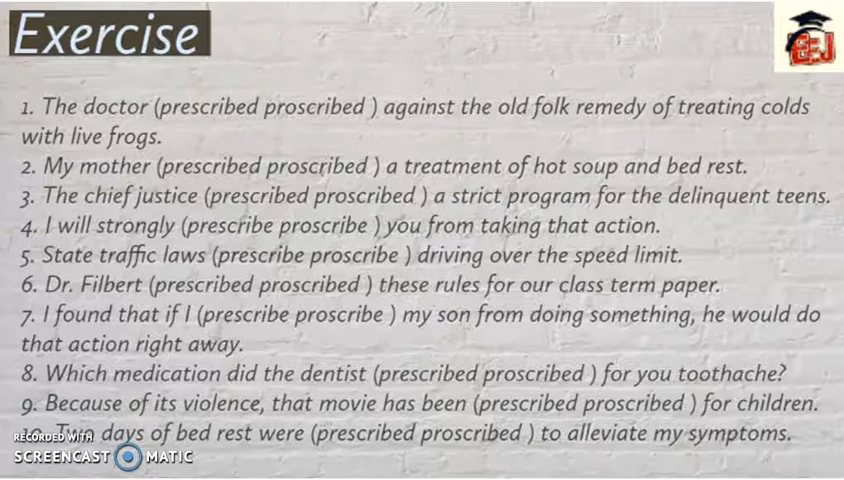 Exercise
EEJ
1. The doctor (prescribed proscribed ) against the old folk remedy of treating colds
with live frogs.
2. My mother (prescribed proscribed ) a treatment of hot soup and bed rest.
3. The chief justice (prescribed proscribed ) a strict program for the delinquent teens.
4. I will strongly (prescribe proscribe ) you from taking that action.
5. State traffic laws (prescribe proscribe ) driving over the speed limit.
6. Dr. Filbert (prescribed proscribed ) these rules for our class term paper.
7. I found that if I (prescribe proscribe ) my son from doing something, he would do
that action right away.
8. Which medication did the dentist (prescribed proscribed ) for you toothache?
9. Because of its violence, that movie has been (prescribed proscribed ) for children.
days of bed rest were (prescribed proscribed ) to alleviate my symptoms.
RECORDED WITH
SCREENCAST MATIC